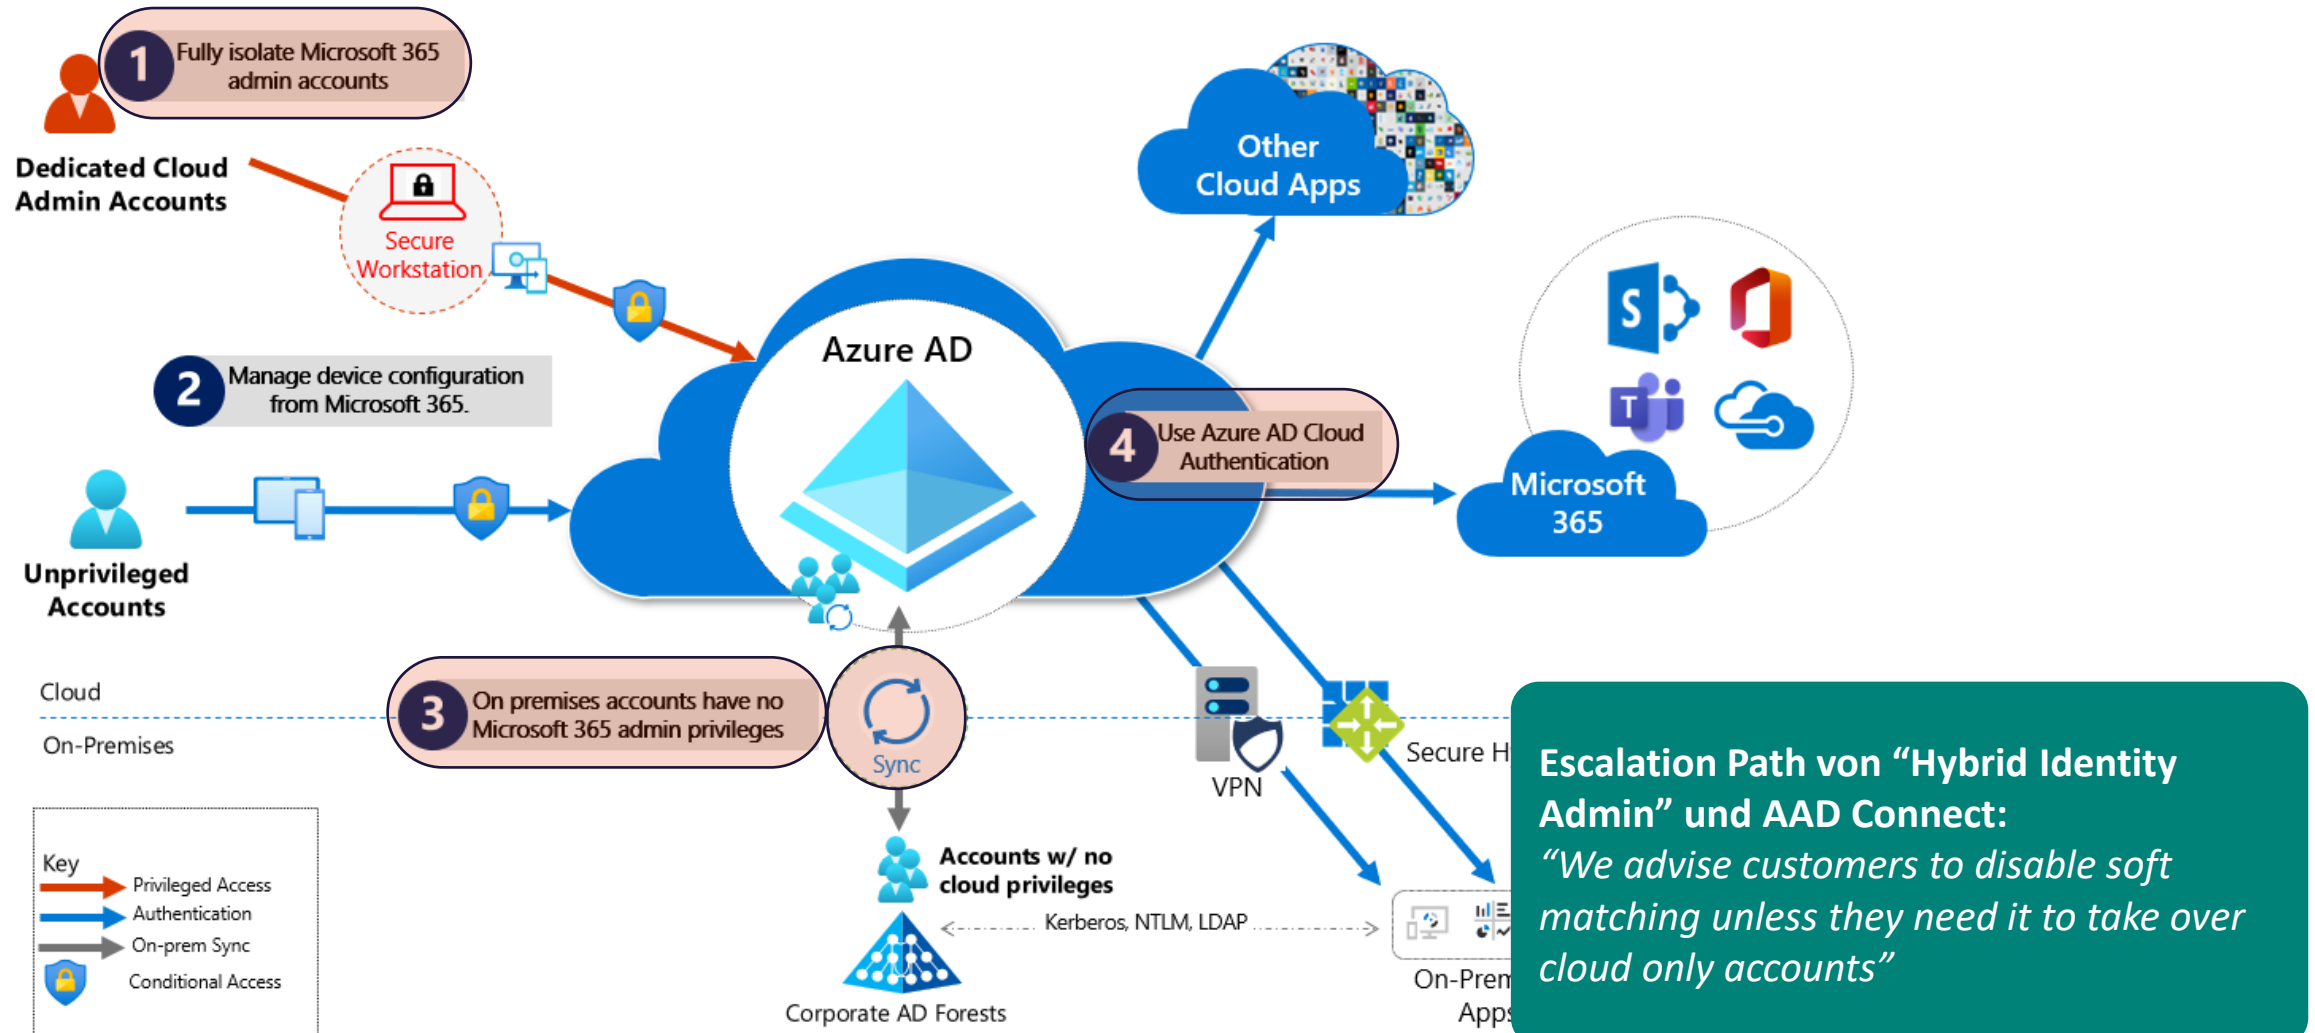 1
Fully isolate Microsoft 365
admin accounts
Dedicated Cloud
Admin Accounts
Secure
Workstation
2
Manage device configuration
from Microsoft 365.
Unprivileged
Accounts
Azure AD
Other
Cloud Apps
4
Use Azure AD Cloud
Authentication
S
T
Microsoft
365
Cloud
On-Premises
3
On premises accounts have no
Microsoft 365 admin privileges
Sync
VPN
Secure H
Accounts w/ no
cloud privileges
Kerberos, NTLM, LDAP
Corporate AD Forests
On-Prem
Apps
Key
Privileged Access
Authentication
On-prem Sync
Conditional Access
Escalation Path von “Hybrid Identity
Admin” und AAD Connect:
“We advise customers to disable soft
matching unless they need it to take over
cloud only accounts”